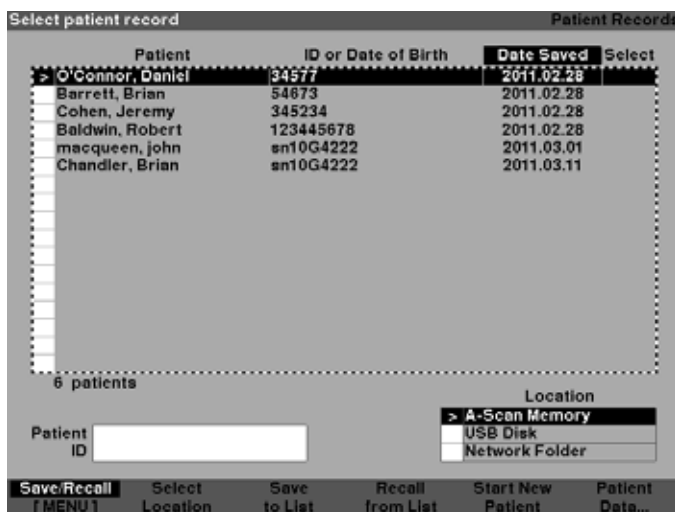 Select patient record Patient Records
Patient ID or Date of Birth Date Saved Select
> O'Connor, Daniel 34577 2011.02.28
Barrett, Brian 54673 2011.02.28
Cohen, Jeremy 345234 2011.02.28
Baldwin, Robert 123445678 2011.02.28
macqueen, john sn10G4222 2011.03.01
Chandler, Brian sn10G4222 2011.03.11
6 patients
Location
> A-Scan Memory
USB Disk
Network Folder
Patient
ID
Save/Recall Select Save Recall Start New Patient
[ MENU ] Location to List from List Patient Data...